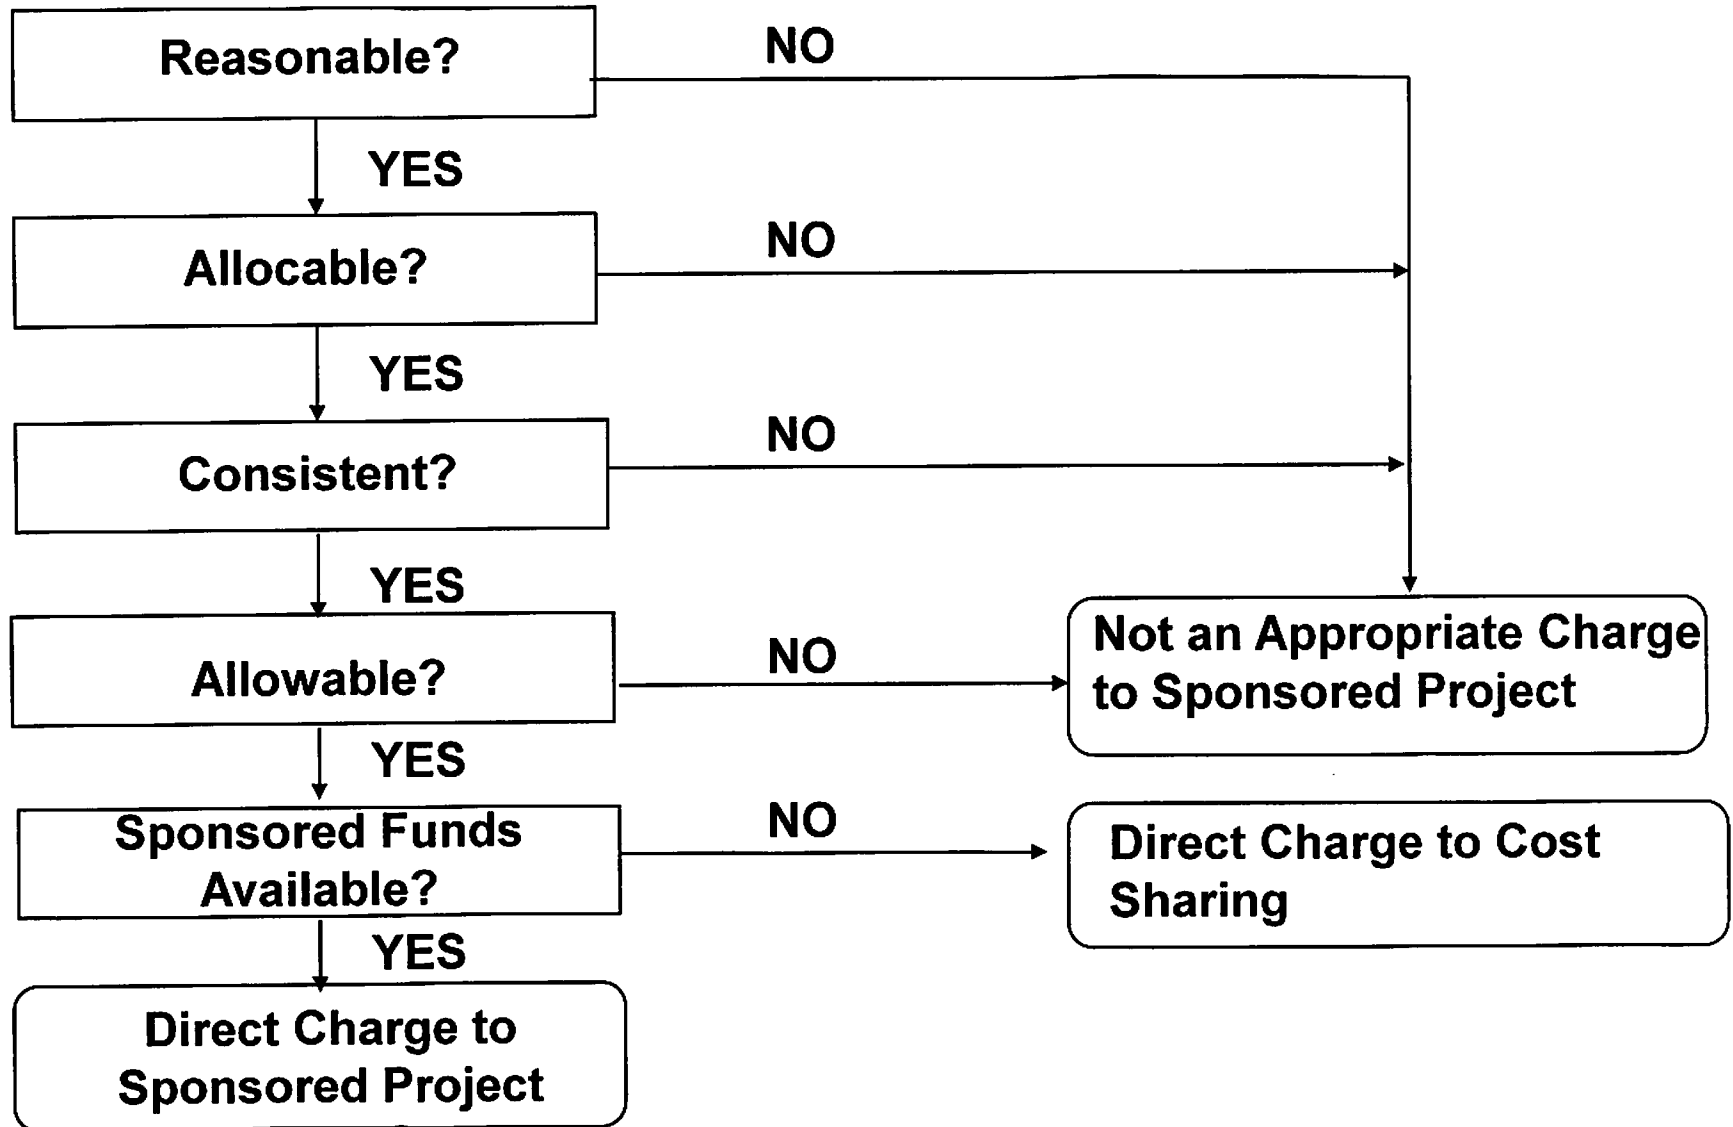 Reasonable?
NO
YES
Allocable?
NO
YES
Consistent?
NO
YES
Allowable?
NO
Not an Appropriate Charge
to Sponsored Project
YES
Sponsored Funds
Available?
NO
Direct Charge to Cost
Sharing
YES
Direct Charge to
Sponsored Project